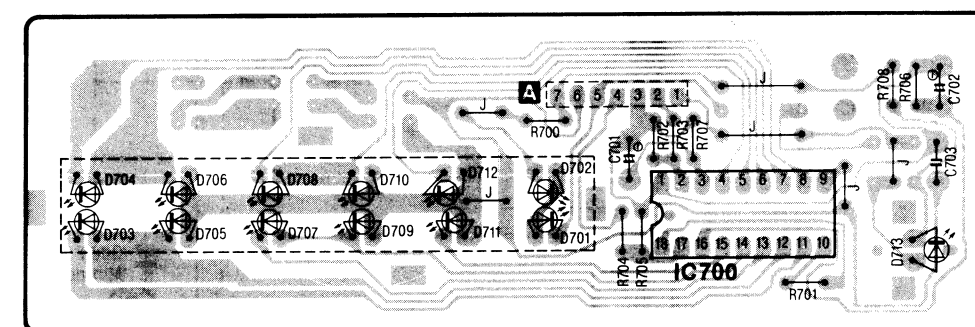 A 7 6 5 4 3 2 1
J
R700
J
J
R708
R706
C702
C701
R702
R703
R707
J
C703
D704 D706 D708 D710 D712 D702
J
J
D703 D705 D707 D709 D711 D701
1 2 3 4 5 6 7 8 9
18 17 16 15 14 13 12 11 10
IC700
R704
R705
R701
D713